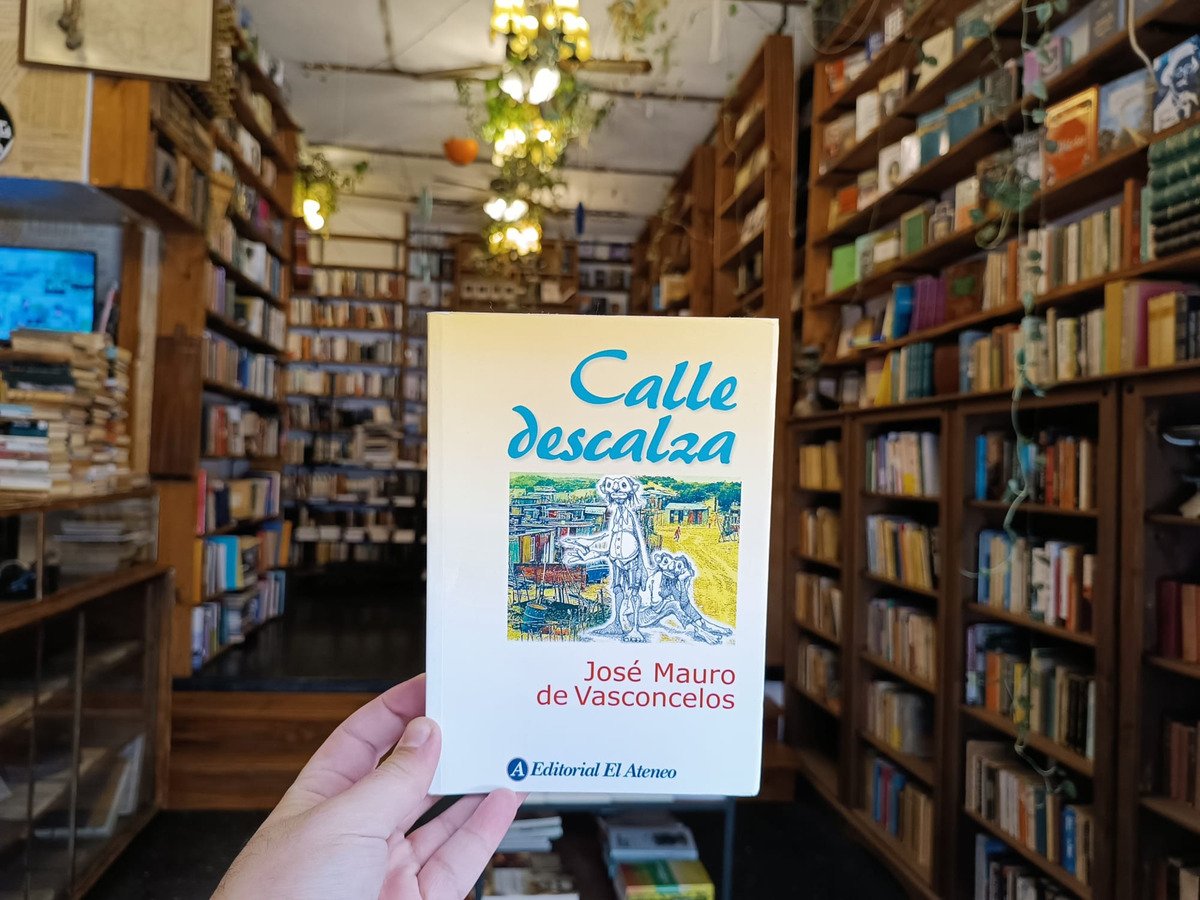 Calle
descalza
José Mauro
de Vasconcelos
A Editorial El Ateneo